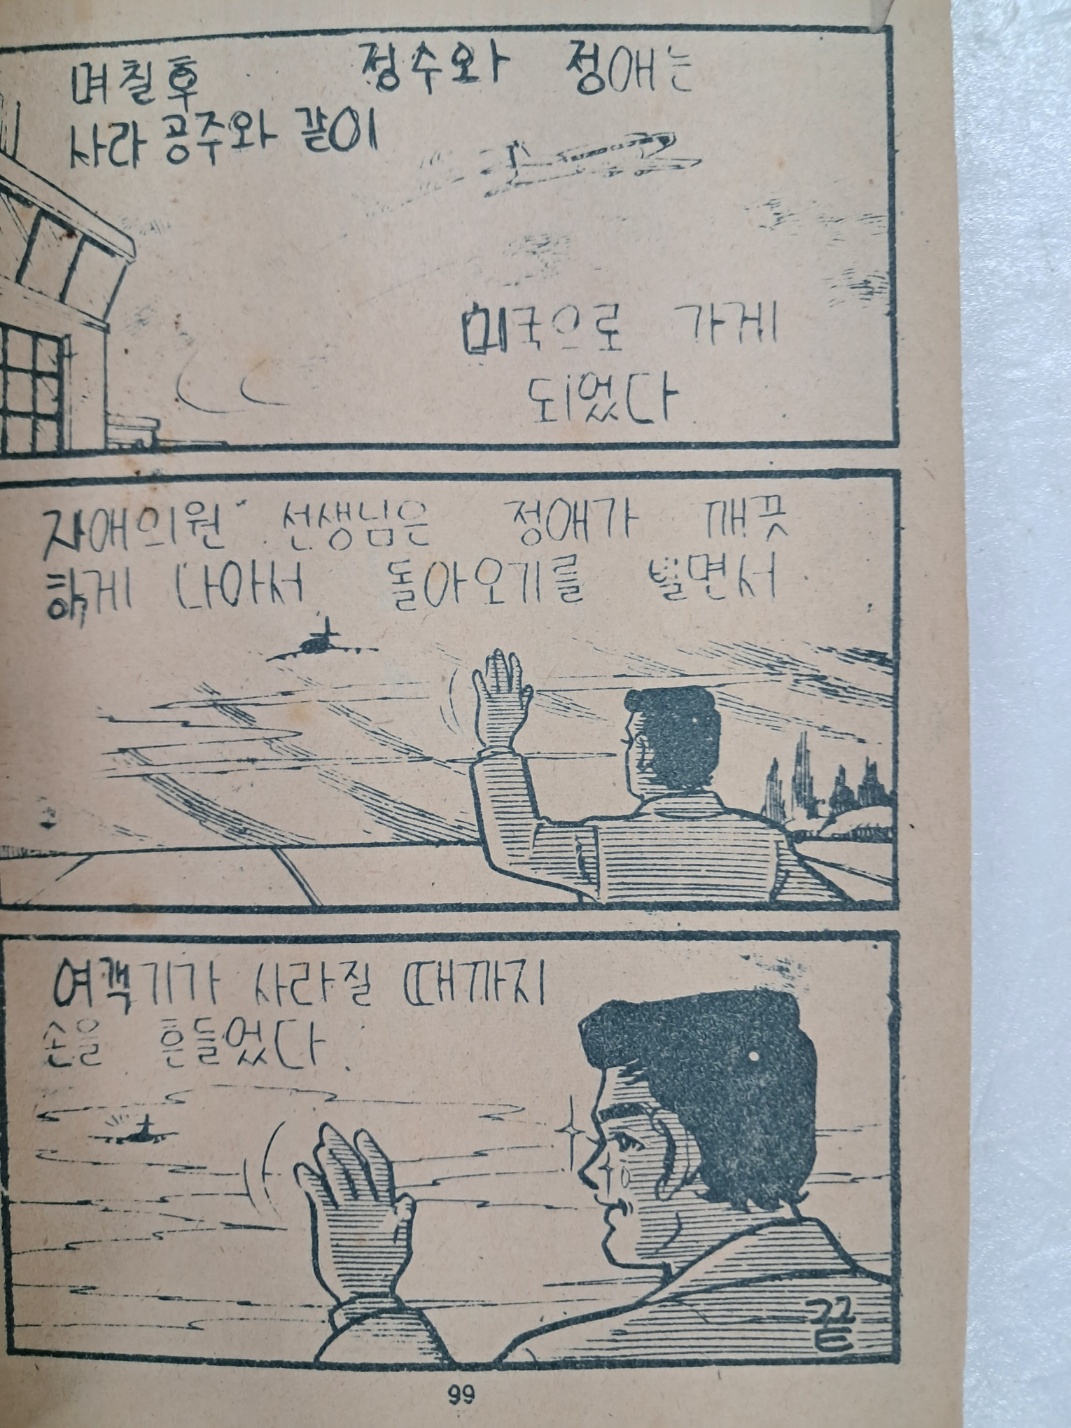 며칠후 정수와 정애는
사라공주와 같이
미국으로 가게
되었다
자애의원 선생님은 정애가 깨끗
하게 나아서 돌아오기를 빌면서
여객기가 사라질 때까지
손을 흔들었다.
끝
99